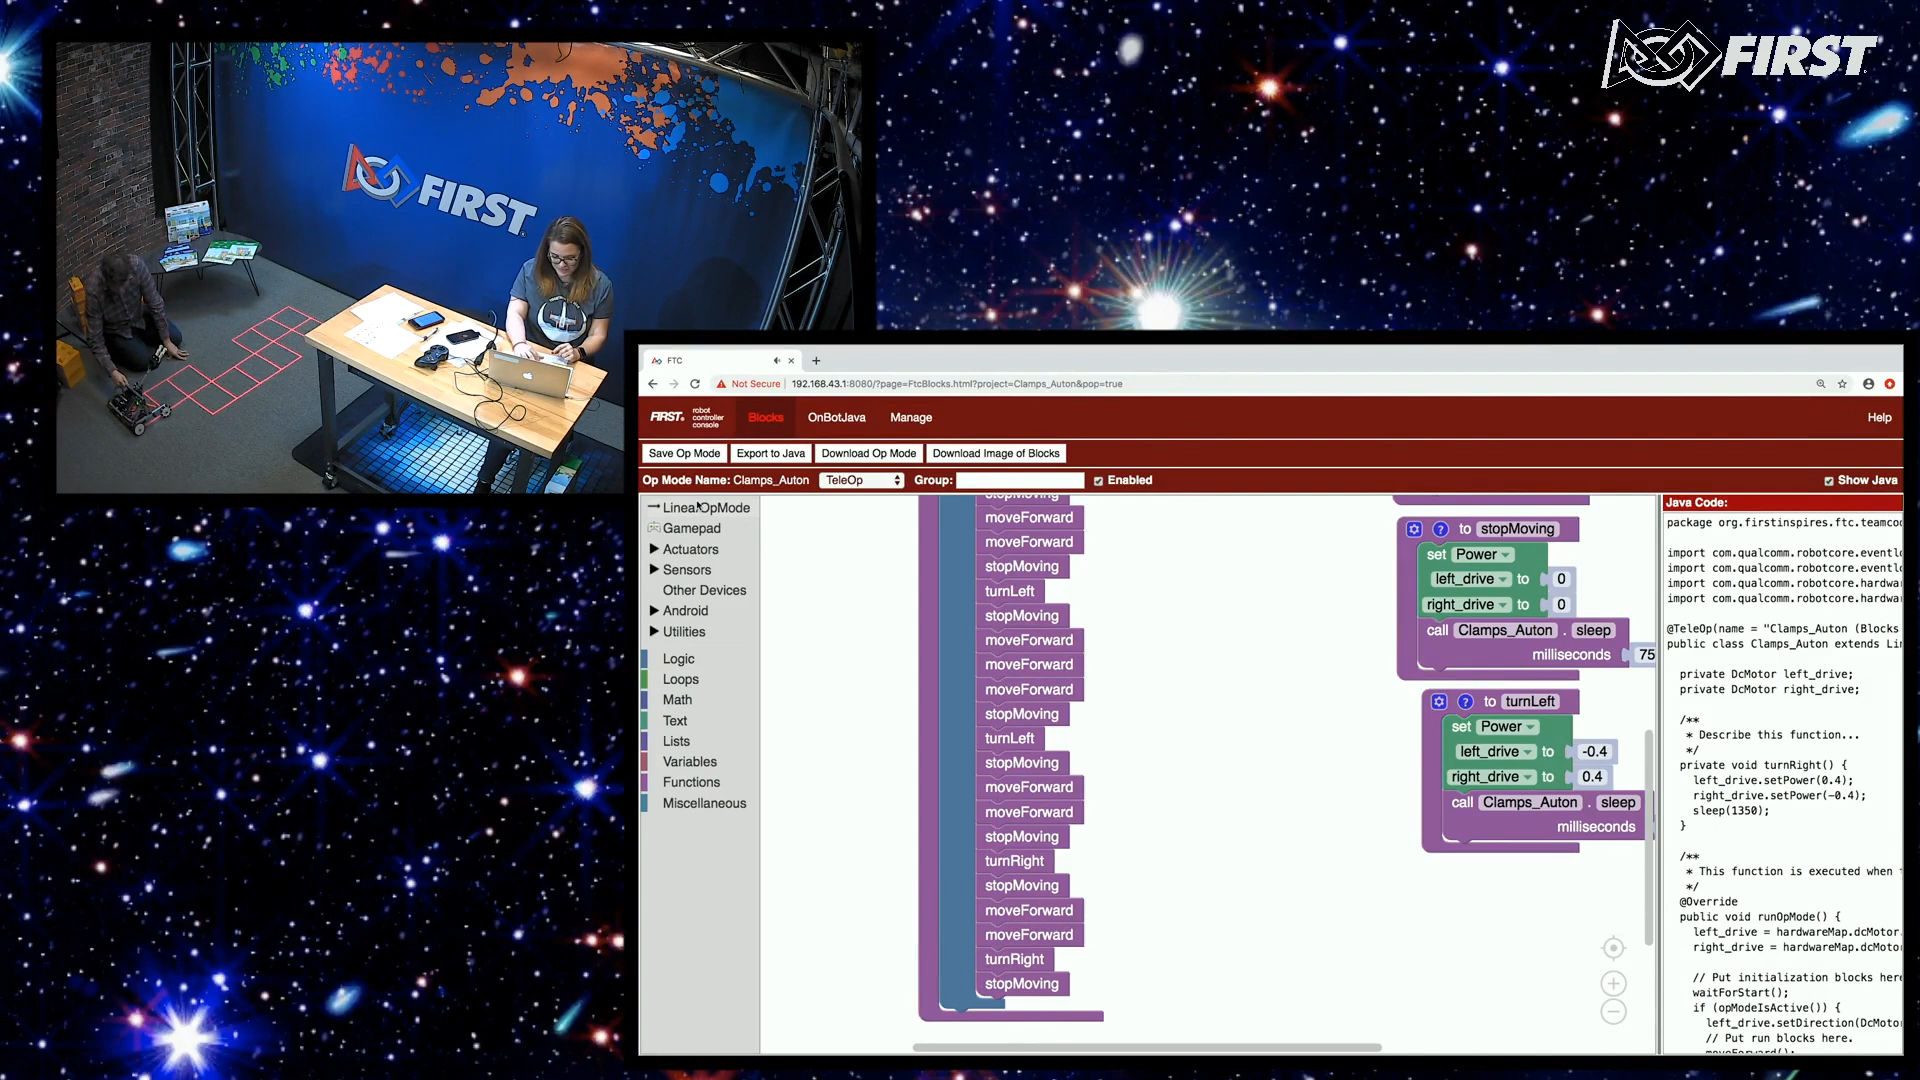 FIRST
FIRST
FTC
Not Secure | 192.168.43.1:8080/?page=FtcBlocks.html?project=Clamps_Auton&pop=true
FIRST robot controller console
Blocks
OnBotJava
Manage
Help
Save Op Mode
Export to Java
Download Op Mode
Download Image of Blocks
Op Mode Name: Clamps_Auton
TeleOp
Group:
Enabled
Show Java
LinearOpMode
Gamepad
Actuators
Sensors
Other Devices
Android
Utilities
Logic
Loops
Math
Text
Lists
Variables
Functions
Miscellaneous
stopMoving
moveForward
moveForward
stopMoving
turnLeft
stopMoving
moveForward
moveForward
moveForward
stopMoving
turnLeft
stopMoving
moveForward
moveForward
stopMoving
turnRight
stopMoving
moveForward
moveForward
turnRight
stopMoving
? to stopMoving
set Power
left_drive to 0
right_drive to 0
call Clamps_Auton . sleep
milliseconds 75
? to turnLeft
set Power
left_drive to -0.4
right_drive to 0.4
call Clamps_Auton . sleep
milliseconds
Java Code:
package org.firstinspires.ftc.teamco
import com.qualcomm.robotcore.eventl
import com.qualcomm.robotcore.eventl
import com.qualcomm.robotcore.hardwa
import com.qualcomm.robotcore.hardwa
@TeleOp(name = "Clamps_Auton (Blocks
public class Clamps_Auton extends Li
private DcMotor left_drive;
private DcMotor right_drive;
/**
* Describe this function...
*/
private void turnRight() {
left_drive.setPower(0.4);
right_drive.setPower(-0.4);
sleep(1350);
}
/**
* This function is executed when
*/
@Override
public void runOpMode() {
left_drive = hardwareMap.dcMotor
right_drive = hardwareMap.dcMoto
// Put initialization blocks here
waitForStart();
if (opModeIsActive()) {
left_drive.setDirection(DcMoto
// Put run blocks here.
moveForward();